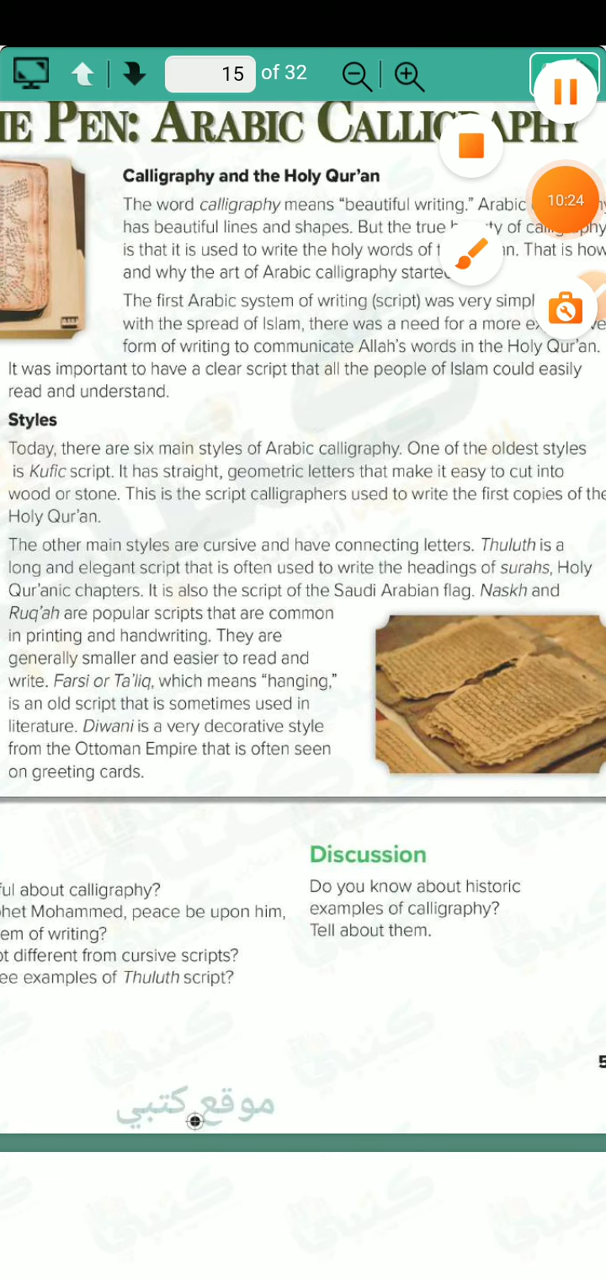 15 of 32
PEN: ARABIC CALLIGRAPHY
10:24
Calligraphy and the Holy Qur'an
The word calligraphy means "beautiful writing." Arabic
has beautiful lines and shapes. But the true of
is that it is used to write the holy words of That is how
and why the art of Arabic calligraphy started
The first Arabic system of writing (script) was very
with the spread of Islam, there was a need for a more
form of writing to communicate Allah's words in the Holy Qur'an.
It was important to have a clear script that all the people of Islam could easily
read and understand.
Styles
Today, there are six main styles of Arabic calligraphy. One of the oldest styles
is Kufic script. It has straight, geometric letters that make it easy to cut into
wood or stone. This is the script calligraphers used to write the first copies of the
Holy Qur'an.
The other main styles are cursive and have connecting letters. Thuluth is a
long and elegant script that is often used to write the headings of surahs, Holy
Qur'anic chapters. It is also the script of the Saudi Arabian flag. Naskh and
Ruq'ah are popular scripts that are common
in printing and handwriting. They are
generally smaller and easier to read and
write. Farsi or Ta'liq, which means "hanging,"
is an old script that is sometimes used in
literature. Diwani is a very decorative style
from the Ottoman Empire that is often seen
on greeting cards.
about calligraphy?
Mohammed, peace be upon him,
of writing?
different from cursive scripts?
examples of Thuluth script?
Discussion
Do you know about historic
examples of calligraphy?
Tell about them.
موقع كتبي